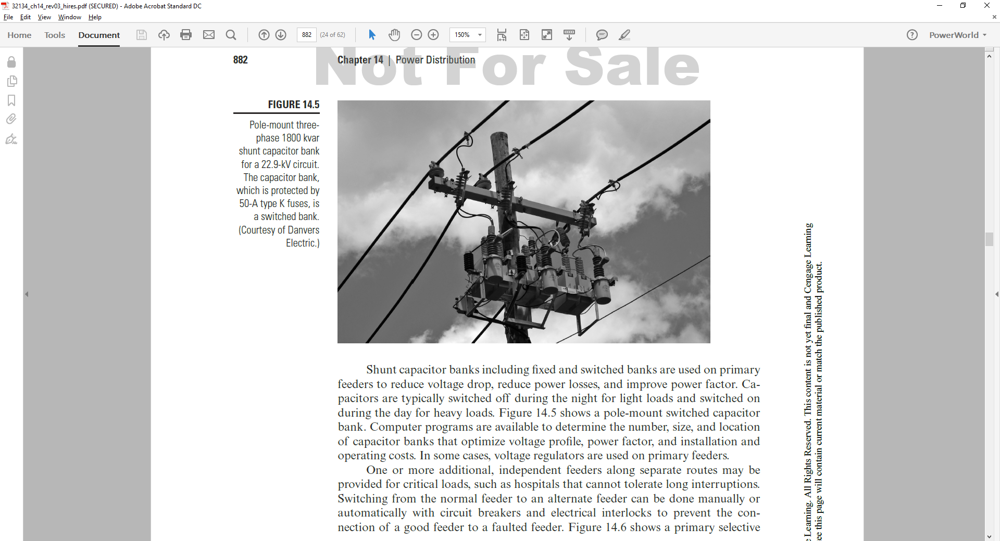 32134_ch14_rev03_hires.pdf (SECURED) - Adobe Acrobat Standard DC
File Edit View Window Help
Home Tools Document 882 (24 of 62) 150% PowerWorld
Not For Sale
882 Chapter 14 | Power Distribution
FIGURE 14.5
Pole-mount three-
phase 1800 kvar
shunt capacitor bank
for a 22.9-kV circuit.
The capacitor bank,
which is protected by
50-A type K fuses, is
a switched bank.
(Courtesy of Danvers
Electric.)
Shunt capacitor banks including fixed and switched banks are used on primary
feeders to reduce voltage drop, reduce power losses, and improve power factor. Ca-
pacitors are typically switched off during the night for light loads and switched on
during the day for heavy loads. Figure 14.5 shows a pole-mount switched capacitor
bank. Computer programs are available to determine the number, size, and location
of capacitor banks that optimize voltage profile, power factor, and installation and
operating costs. In some cases, voltage regulators are used on primary feeders.
One or more additional, independent feeders along separate routes may be
provided for critical loads, such as hospitals that cannot tolerate long interruptions.
Switching from the normal feeder to an alternate feeder can be done manually or
automatically with circuit breakers and electrical interlocks to prevent the con-
nection of a good feeder to a faulted feeder. Figure 14.6 shows a primary selective
e Learning. All Rights Reserved. This content is not yet final and Cengage Learning
ee this page will contain current material or match the published product.